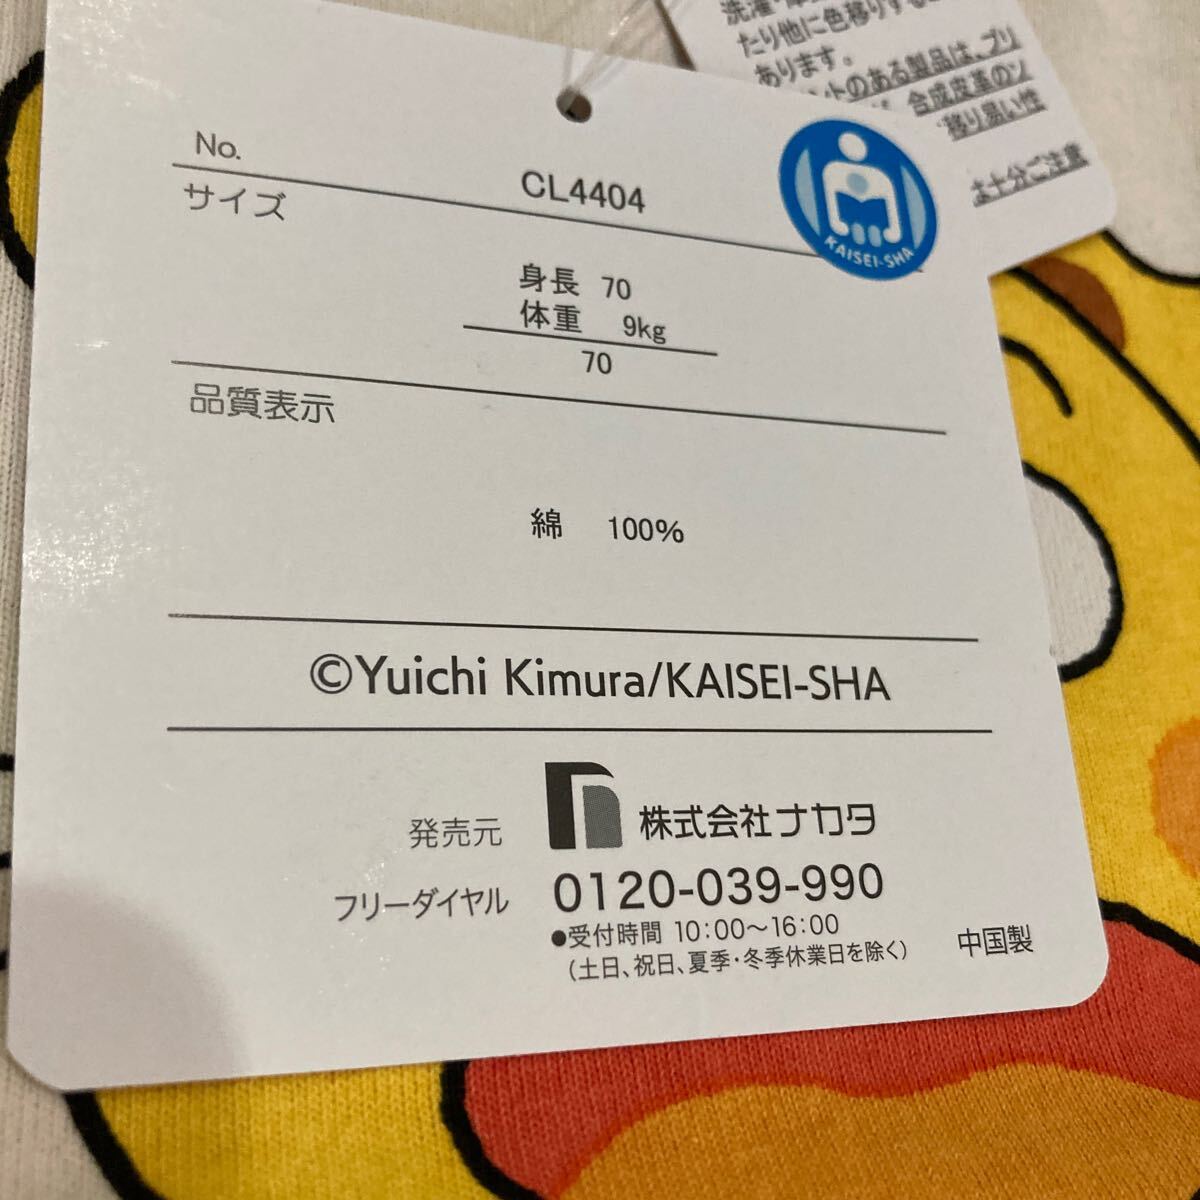 たり他に色移りする
あります。
トのある製品は、プリ
合成皮革のソ
移り易い性
は十分ご注意
No.
CL4404
KAISEI-SHA
サイズ
身長 70
体重 9kg
70
品質表示
綿 100%
©Yuichi Kimura/KAISEI-SHA
発売元 株式会社ナカタ
フリーダイヤル 0120-039-990
●受付時間 10:00～16:00
(土日、祝日、夏季・冬季休業日を除く)
中国製